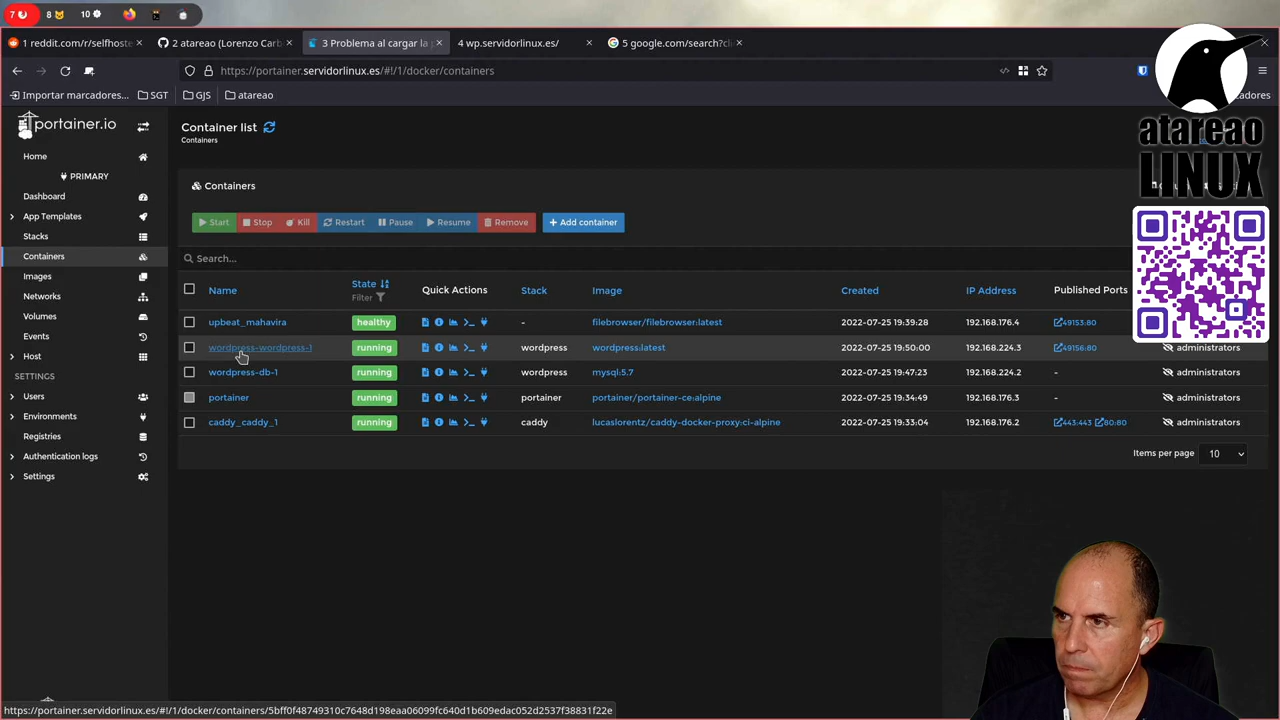 7 8 10
1 reddit.com/r/selfhoste
2 atareao (Lorenzo Carb
3 Problema al cargar la p
4 wp.servidorlinux.es/
5 google.com/search?cli
https://portainer.servidorlinux.es/#!/1/docker/containers
Importar marcadores... SGT GJS atareao
portainer.io
Home
PRIMARY
Dashboard
App Templates
Stacks
Containers
Images
Networks
Volumes
Events
Host
SETTINGS
Users
Environments
Registries
Authentication logs
Settings
Container list
Containers
Containers
Start Stop Kill Restart Pause Resume Remove Add container
Search...
Name State Filter Quick Actions Stack Image Created IP Address Published Ports
upbeat_mahavira healthy - filebrowser/filebrowser:latest 2022-07-25 19:39:28 192.168.176.4 49153:80
wordpress-wordpress-1 running wordpress wordpress:latest 2022-07-25 19:50:00 192.168.224.3 49156:80 administrators
wordpress-db-1 running wordpress mysql:5.7 2022-07-25 19:47:23 192.168.224.2 - administrators
portainer running portainer portainer/portainer-ce:alpine 2022-07-25 19:34:49 192.168.176.3 - administrators
caddy_caddy_1 running caddy lucaslorentz/caddy-docker-proxy:ci-alpine 2022-07-25 19:33:04 192.168.176.2 443:443 80:80 administrators
Items per page 10
atareao
LINUX
https://portainer.servidorlinux.es/#!/1/docker/containers/5bff0f48749310c7648d198eaa06099fc640d1609edac052d2537f38831f22e